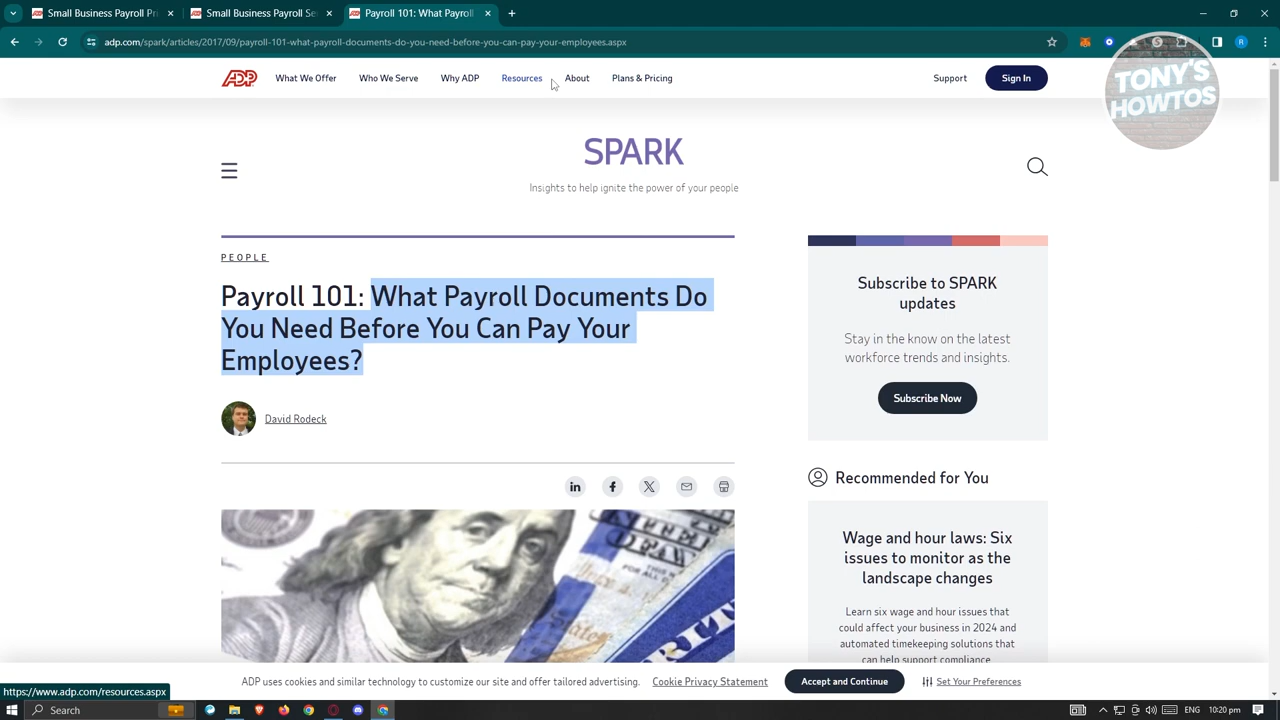 Small Business Payroll Pr
Small Business Payroll Se
Payroll 101: What Payroll
adp.com/spark/articles/2017/09/payroll-101-what-payroll-documents-do-you-need-before-you-can-pay-your-employees.aspx
TONY'S
HOWTOS
ADP
What We Offer
Who We Serve
Why ADP
Resources
About
Plans & Pricing
Support
Sign In
SPARK
Insights to help ignite the power of your people
PEOPLE
Payroll 101: What Payroll Documents Do
You Need Before You Can Pay Your
Employees?
David Rodeck
Subscribe to SPARK
updates
Stay in the know on the latest
workforce trends and insights.
Subscribe Now
Recommended for You
Wage and hour laws: Six
issues to monitor as the
landscape changes
Learn six wage and hour issues that
could affect your business in 2024 and
automated timekeeping solutions that
can help support compliance
ADP uses cookies and similar technology to customize our site and offer tailored advertising.
Cookie Privacy Statement
Accept and Continue
Set Your Preferences
https://www.adp.com/resources.aspx
Search
10:20 pm